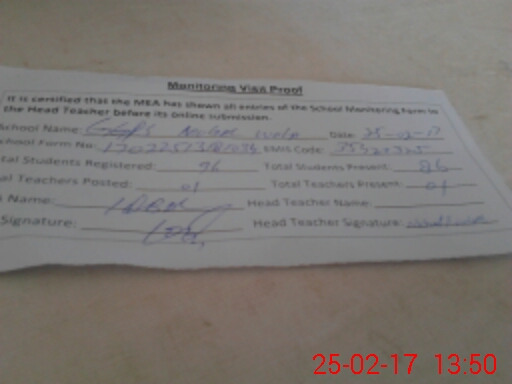 Monitoring Visit Proof
It is certified that the MEA has shown all entries of the School Monitoring Form to
the Head Teacher before its online submission.
School Name: Date: 25-02-17
School Form No: EMIS Code:
tal Students Registered: 96 Total Students Present: 86
al Teachers Posted: 01 Total Teachers Present: 01
Name: Head Teacher Name:
Signature: Head Teacher Signature:
25-02-17 13:50